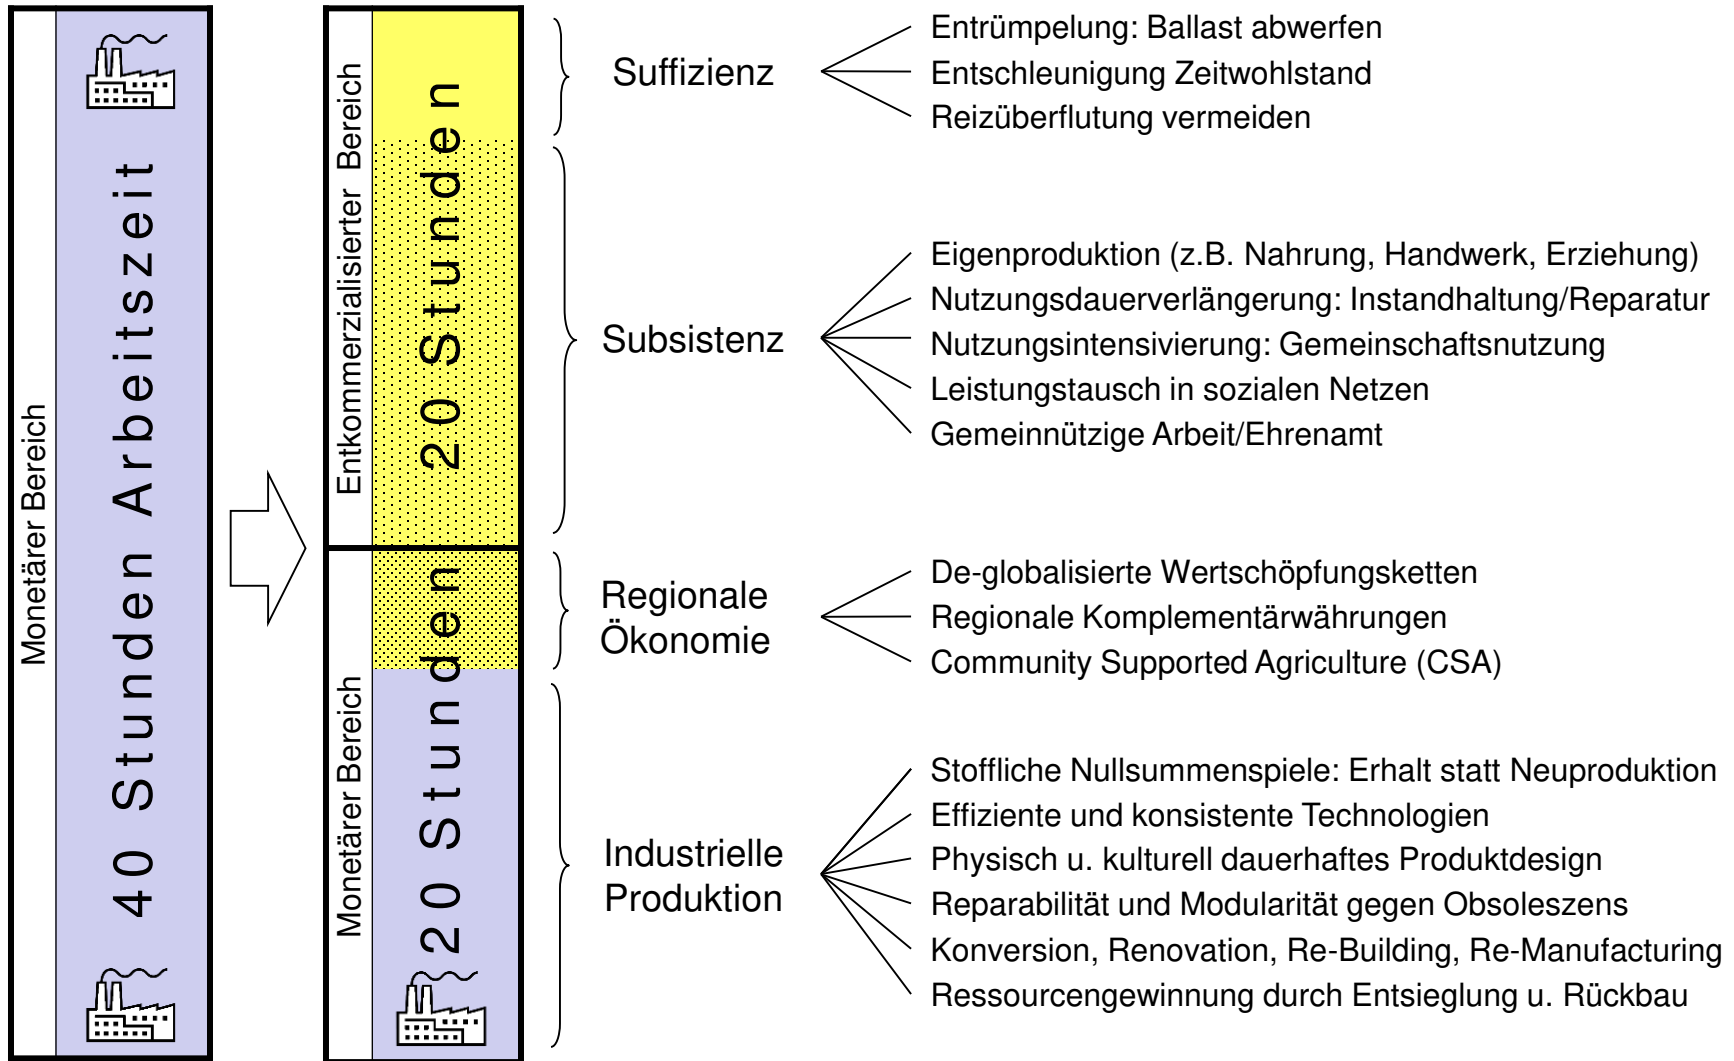 Monetärer Bereich
40 Stunden Arbeitszeit
Entkommerzialisierter Bereich
20 Stunden
Monetärer Bereich
20 Stunden
Suffizienz
Entrümpelung: Ballast abwerfen
Entschleunigung Zeitwohlstand
Reizüberflutung vermeiden
Subsistenz
Eigenproduktion (z.B. Nahrung, Handwerk, Erziehung)
Nutzungsdauerverlängerung: Instandhaltung/Reparatur
Nutzungsintensivierung: Gemeinschaftsnutzung
Leistungstausch in sozialen Netzen
Gemeinnützige Arbeit/Ehrenamt
Regionale
Ökonomie
De-globalisierte Wertschöpfungsketten
Regionale Komplementärwährungen
Community Supported Agriculture (CSA)
Industrielle
Produktion
Stoffliche Nullsummenspiele: Erhalt statt Neuproduktion
Effiziente und konsistente Technologien
Physisch u. kulturell dauerhaftes Produktdesign
Reparabilität und Modularität gegen Obsoleszens
Konversion, Renovation, Re-Building, Re-Manufacturing
Ressourcengewinnung durch Entsieglung u. Rückbau